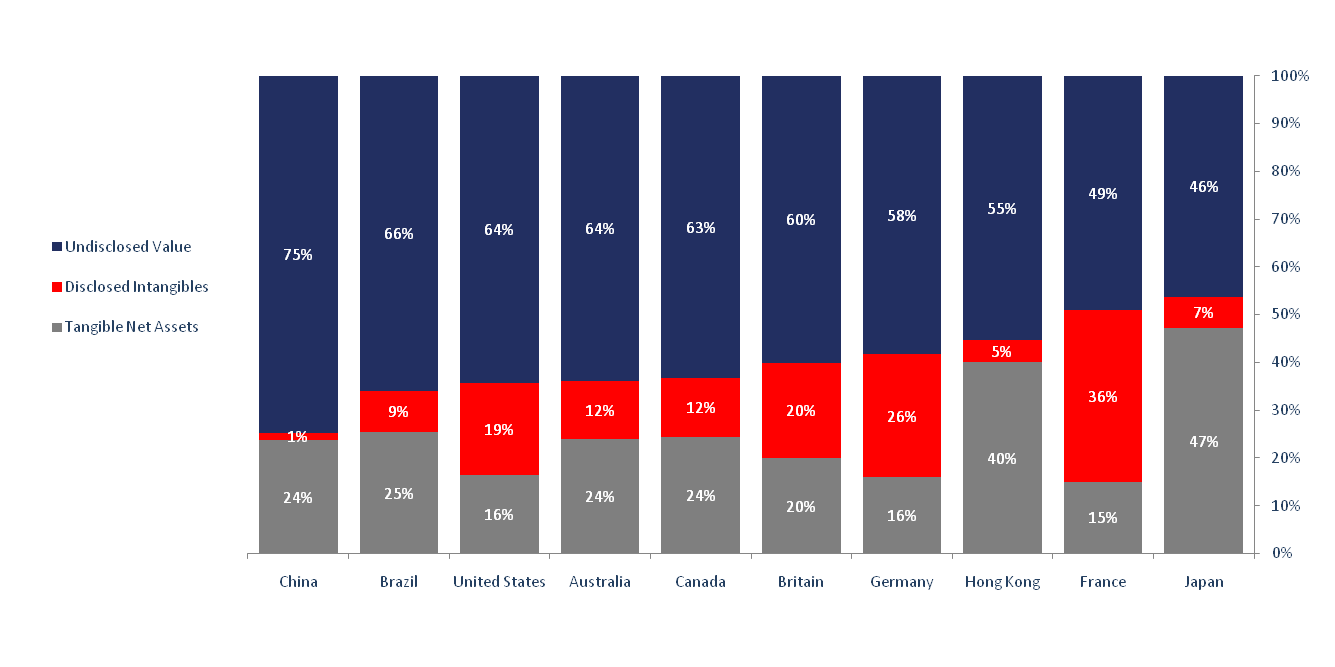 100%
90%
80%
70%
60%
50%
40%
30%
20%
10%
0%
Undisclosed Value
Disclosed Intangibles
Tangible Net Assets
75% 66% 64% 64% 63% 60% 58% 55% 49% 46%
1% 9% 19% 12% 12% 20% 26% 5% 36% 7%
24% 25% 16% 24% 24% 20% 16% 40% 15% 47%
China Brazil United States Australia Canada Britain Germany Hong Kong France Japan